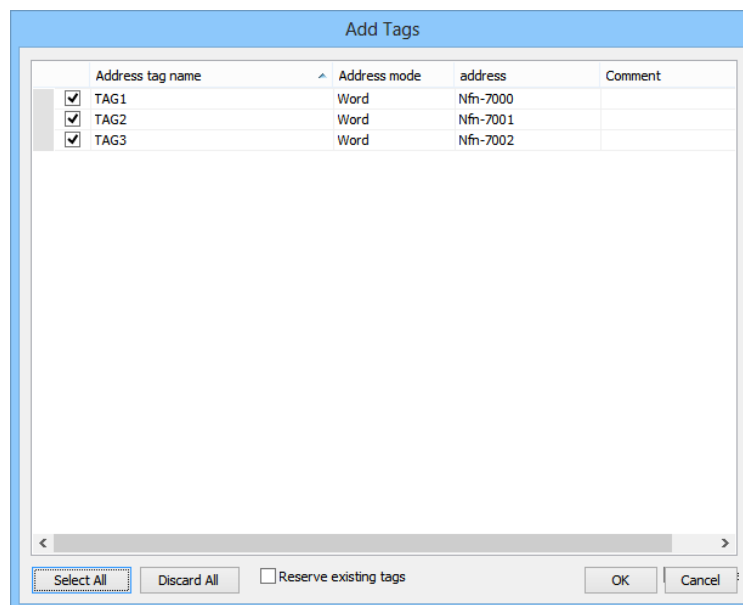 Add Tags
Address tag name Address mode address Comment
TAG1 Word Nfn-7000
TAG2 Word Nfn-7001
TAG3 Word Nfn-7002
Select All Discard All Reserve existing tags OK Cancel